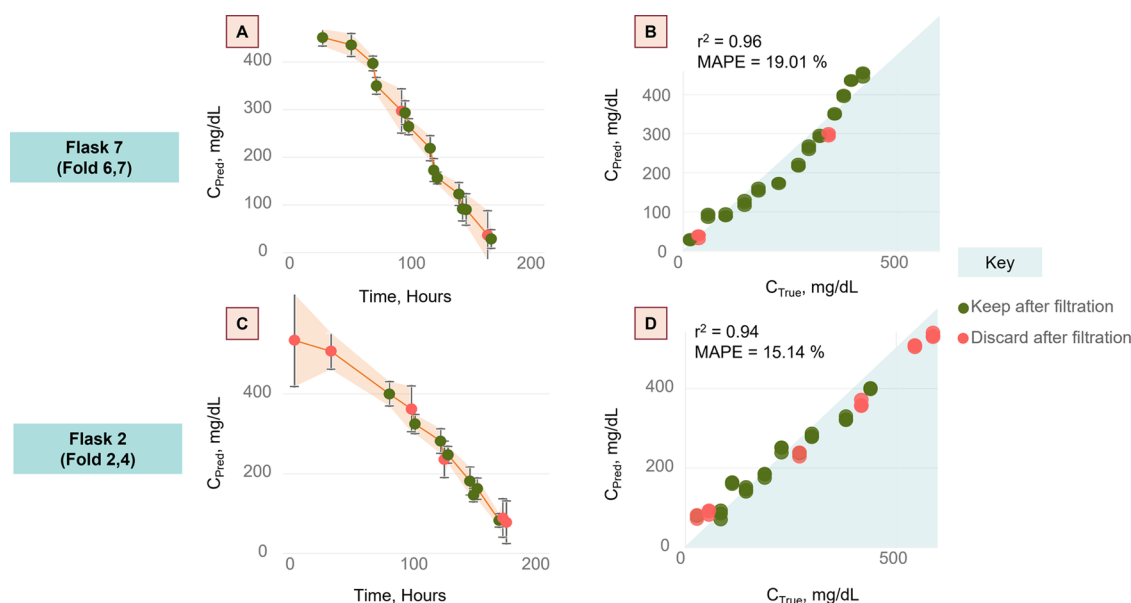 A
B
r² = 0.96
MAPE = 19.01 %
400
300
200
100
0
C_Pred, mg/dL
0
100
200
Time, Hours
400
300
200
100
0
C_Pred, mg/dL
0
500
C_True, mg/dL
Flask 7
(Fold 6,7)
Key
Keep after filtration
Discard after filtration
C
D
r² = 0.94
MAPE = 15.14 %
400
200
0
C_Pred, mg/dL
0
100
200
Time, Hours
400
200
0
C_Pred, mg/dL
0
500
C_True, mg/dL
Flask 2
(Fold 2,4)